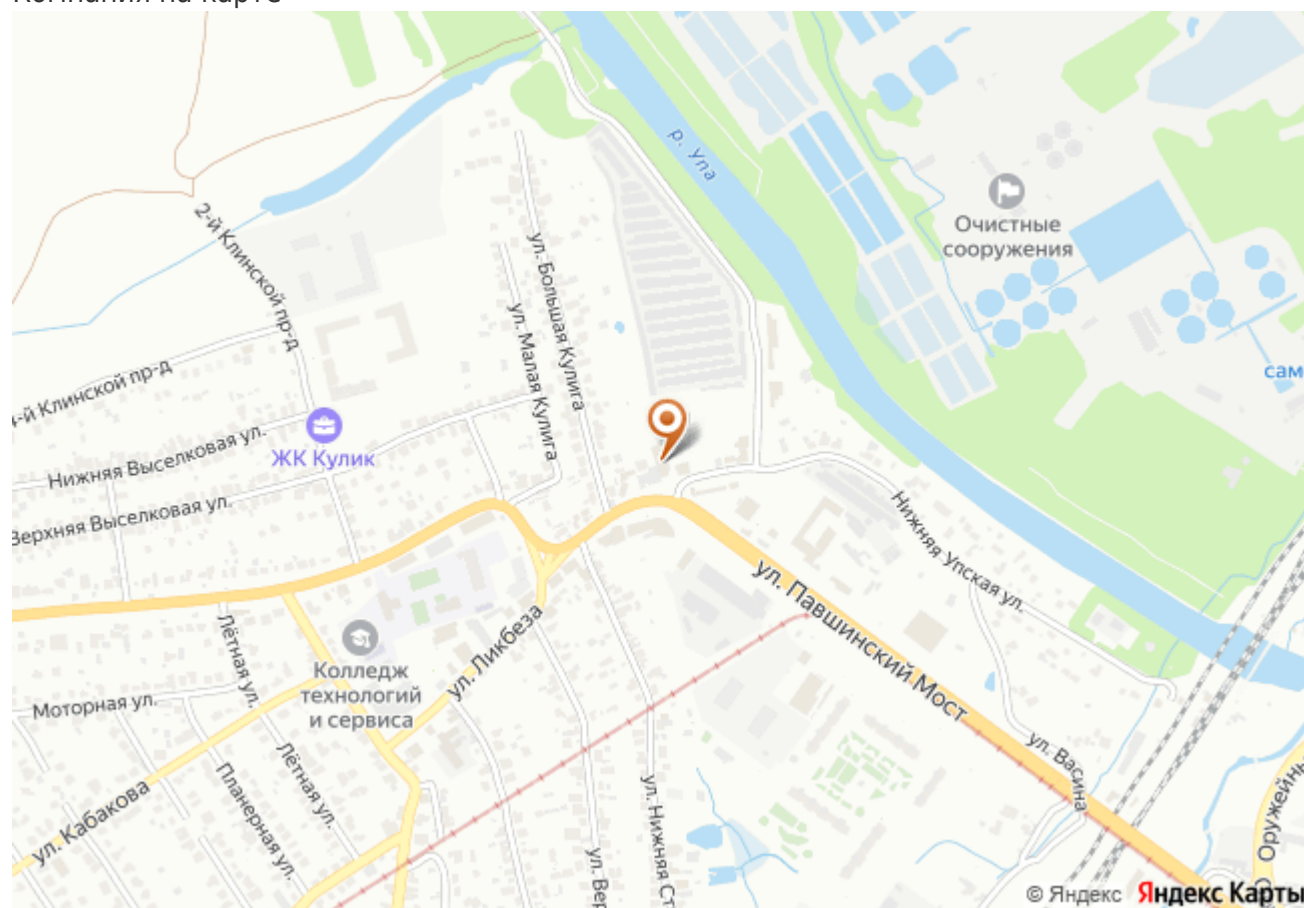 Компания на карте
р. Упа
Очистные
сооружения
2-й Клинской пр-д
ул. Большая Кулига
ул. Малая Кулига
сам
4-й Клинской пр-д
ЖК Кулик
Нижняя Выселковая ул.
Верхняя Выселковая ул.
Нижняя Упская ул.
ул. Павшинский Мост
Лётная ул.
Колледж
технологий
и сервиса
ул. Ликбеза
Моторная ул.
Лётная ул.
Планерная ул.
ул. Кабакова
ул. Васина
ул. Нижняя Ст
ул. Вер
Оружейны
© Яндекс Яндекс Карты